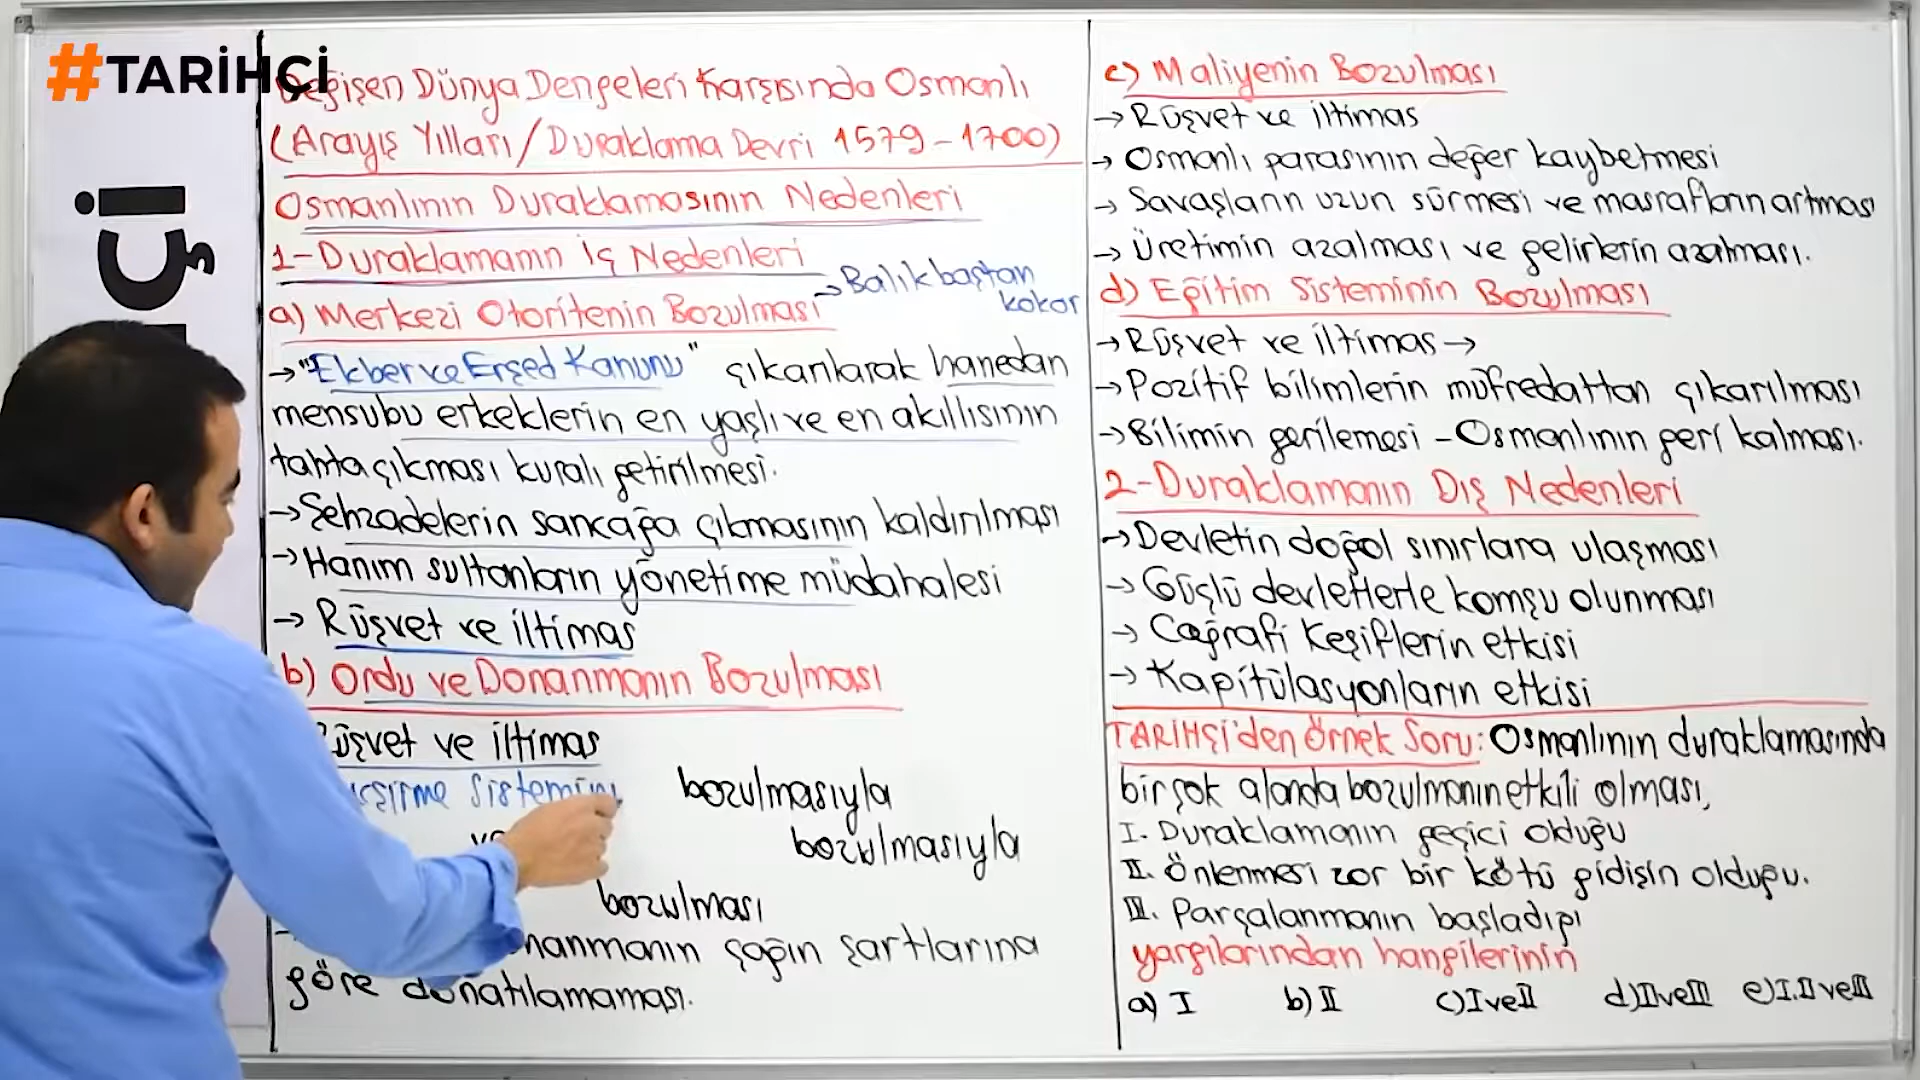 #TARİHÇİ
içi
Değişen Dünya Dengeleri Karşısında Osmanlı
(Arayış Yılları/Duraklama Devri 1579-1700)
Osmanlının Duraklamasının Nedenleri
1-Duraklamanın İç Nedenleri
a) Merkezi Otoritenin Bozulması → Balık baştan kokar
→ "Ekber ve Erşed Kanunu" çıkarılarak hanedan
mensubu erkeklerin en yaşlı ve en akıllısının
tahta çıkması kuralı getirilmesi.
→ Şehzadelerin sancağa çıkmasının kaldırılması
→ Hanım sultanların yönetime müdahalesi
→ Rüşvet ve iltimas
b) Ordu ve Donanmanın Bozulması
Rüşvet ve iltimas
Sistemin bozulmasıyla
ve bozulmasıyla
bozulması
çağın şartlarına
göre donatılamaması.
c) Maliyenin Bozulması
→ Rüşvet ve iltimas
→ Osmanlı parasının değer kaybetmesi
→ Savaşların uzun sürmesi ve masrafların artması
→ Üretimin azalması ve gelirlerin azalması.
d) Eğitim Sisteminin Bozulması
→ Rüşvet ve iltimas →
→ Pozitif bilimlerin müfredattan çıkarılması
→ Bilimin gerilemesi - Osmanlının geri kalması.
2-Duraklamanın Dış Nedenleri
→ Devletin doğal sınırlara ulaşması
→ Güçlü devletlerle komşu olunması
→ Coğrafi Keşiflerin etkisi
→ Kapitülasyonların etkisi
TARİHÇİ'den Örnek Soru: Osmanlının duraklamasında
birçok alanda bozulmanın etkili olması,
I. Duraklamanın geçici olduğu
II. Önlenmesi zor bir kötü gidişin olduğu.
III. Parçalanmanın başladığı
yargılarından hangilerinin
a) I b) II c) I ve II d) II ve III e) I. II ve III